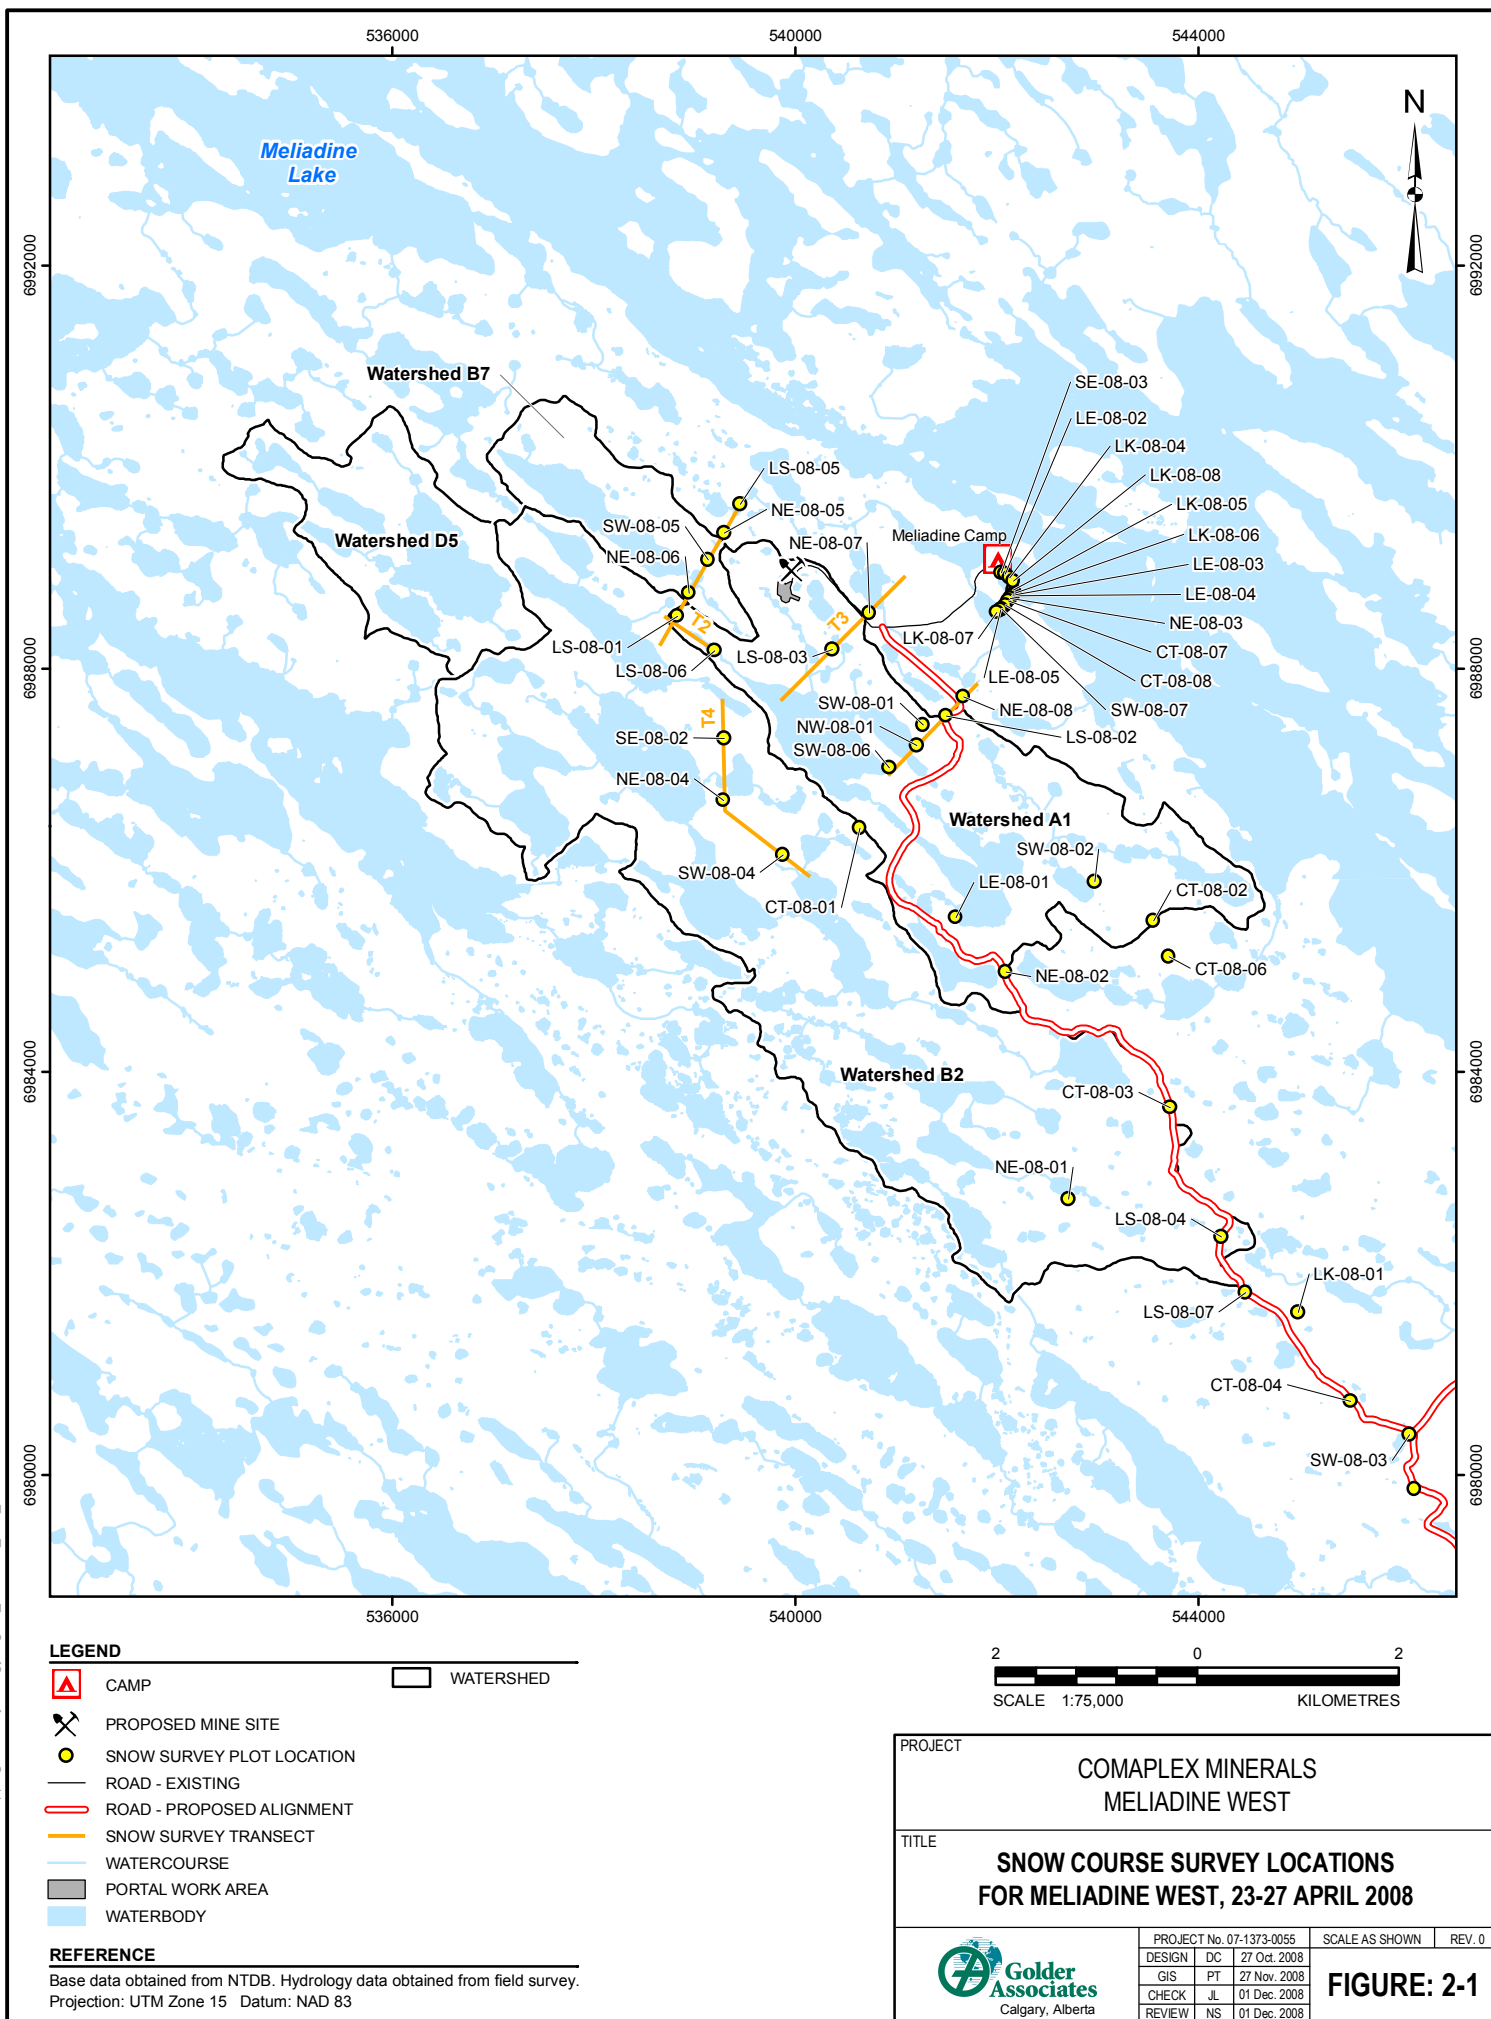 536000
540000
544000
N
Meliadine
Lake
6992000
6992000
Watershed B7
SE-08-03
LE-08-02
LK-08-04
LS-08-05
LK-08-08
LK-08-05
NE-08-05
SW-08-05
LK-08-06
Watershed D5
NE-08-07
Meliadine Camp
NE-08-06
LE-08-03
LE-08-04
T2
T3
NE-08-03
LS-08-01
LK-08-07
CT-08-07
LS-08-06
LS-08-03
6988000
6988000
LE-08-05
CT-08-08
SW-08-01
NE-08-08
SW-08-07
T4
NW-08-01
SE-08-02
LS-08-02
SW-08-06
NE-08-04
Watershed A1
SW-08-02
SW-08-04
LE-08-01
CT-08-02
CT-08-01
CT-08-06
NE-08-02
6984000
6984000
Watershed B2
CT-08-03
NE-08-01
LS-08-04
LK-08-01
LS-08-07
CT-08-04
SW-08-03
6980000
6980000
536000
540000
544000
LEGEND
CAMP
WATERSHED
PROPOSED MINE SITE
SNOW SURVEY PLOT LOCATION
ROAD - EXISTING
ROAD - PROPOSED ALIGNMENT
SNOW SURVEY TRANSECT
WATERCOURSE
PORTAL WORK AREA
WATERBODY
REFERENCE
Base data obtained from NTDB. Hydrology data obtained from field survey.
Projection: UTM Zone 15 Datum: NAD 83
2 0 2
SCALE 1:75,000 KILOMETRES
PROJECT
COMAPLEX MINERALS
MELIADINE WEST
TITLE
SNOW COURSE SURVEY LOCATIONS
FOR MELIADINE WEST, 23-27 APRIL 2008
Golder
Associates
Calgary, Alberta
PROJECT No. 07-1373-0055 SCALE AS SHOWN REV. 0
DESIGN DC 27 Oct. 2008
GIS PT 27 Nov. 2008
CHECK JL 01 Dec. 2008
REVIEW NS 01 Dec. 2008
FIGURE: 2-1